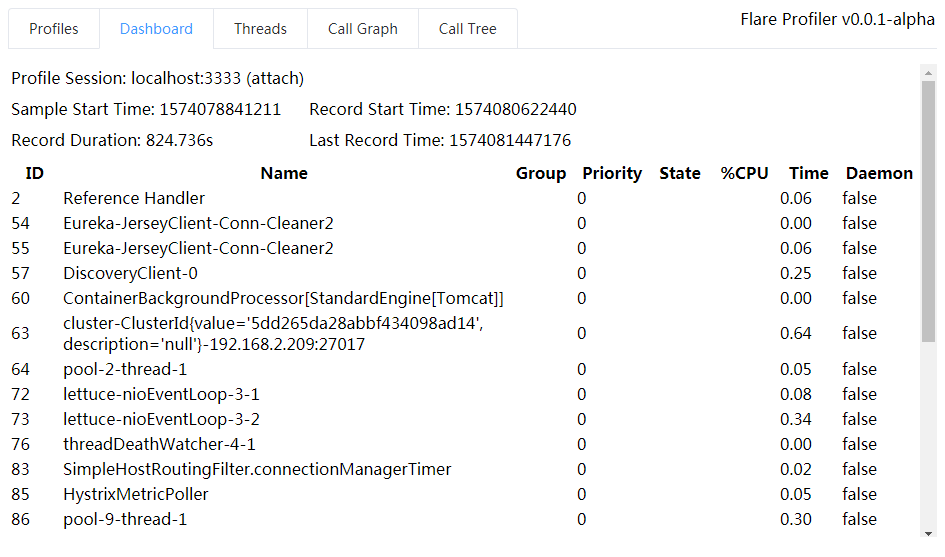 Profiles Dashboard Threads Call Graph Call Tree Flare Profiler v0.0.1-alpha
Profile Session: localhost:3333 (attach)
Sample Start Time: 1574078841211 Record Start Time: 1574080622440
Record Duration: 824.736s Last Record Time: 1574081447176
ID Name Group Priority State %CPU Time Daemon
2 Reference Handler 0 0.06 false
54 Eureka-JerseyClient-Conn-Cleaner2 0 0.00 false
55 Eureka-JerseyClient-Conn-Cleaner2 0 0.06 false
57 DiscoveryClient-0 0 0.25 false
60 ContainerBackgroundProcessor[StandardEngine[Tomcat]] 0 0.00 false
63 cluster-ClusterId{value='5dd265da28abbf434098ad14', 0 0.64 false
description='null'}-192.168.2.209:27017
64 pool-2-thread-1 0 0.05 false
72 lettuce-nioEventLoop-3-1 0 0.08 false
73 lettuce-nioEventLoop-3-2 0 0.34 false
76 threadDeathWatcher-4-1 0 0.00 false
83 SimpleHostRoutingFilter.connectionManagerTimer 0 0.02 false
85 HystrixMetricPoller 0 0.05 false
86 pool-9-thread-1 0 0.30 false